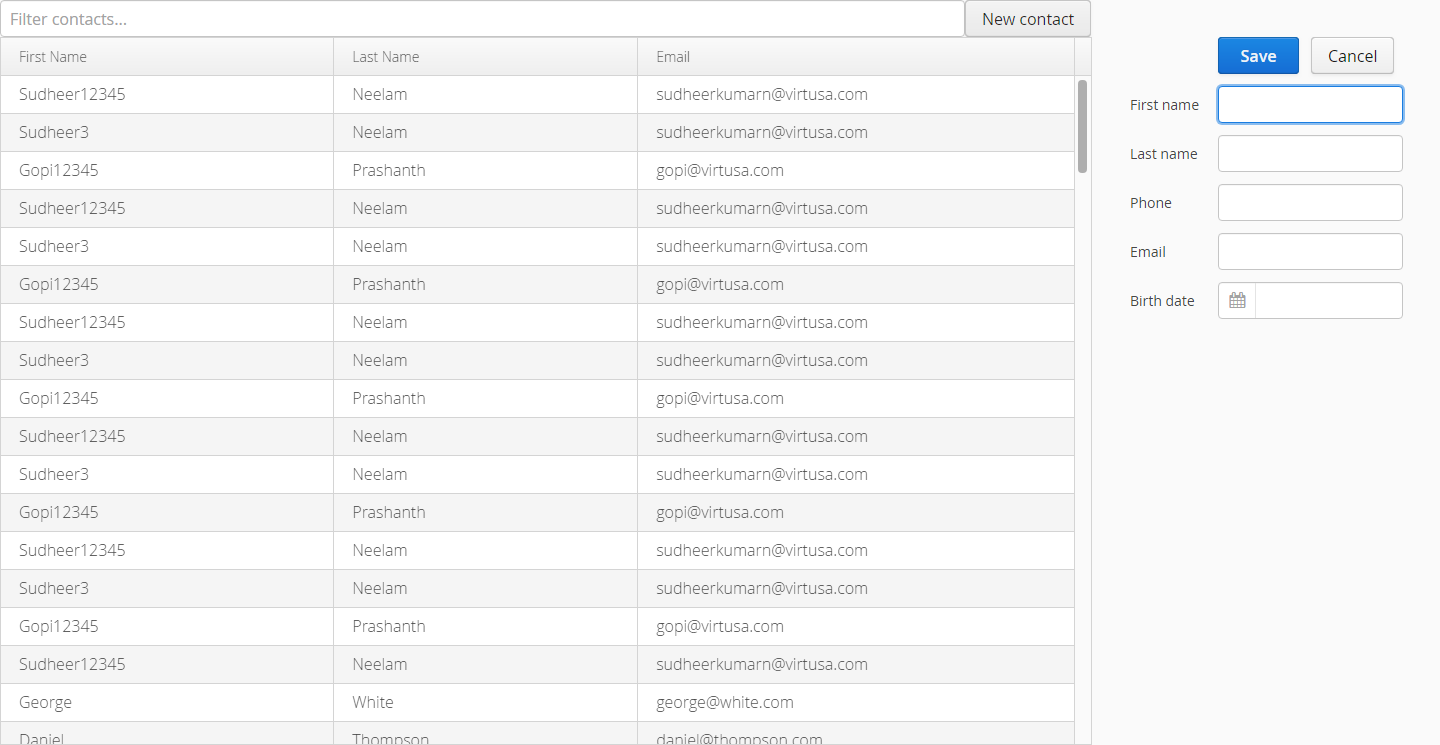 Filter contacts... New contact
First Name Last Name Email
Sudheer12345 Neelam sudheerkumarn@virtusa.com
Sudheer3 Neelam sudheerkumarn@virtusa.com
Gopi12345 Prashanth gopi@virtusa.com
Sudheer12345 Neelam sudheerkumarn@virtusa.com
Sudheer3 Neelam sudheerkumarn@virtusa.com
Gopi12345 Prashanth gopi@virtusa.com
Sudheer12345 Neelam sudheerkumarn@virtusa.com
Sudheer3 Neelam sudheerkumarn@virtusa.com
Gopi12345 Prashanth gopi@virtusa.com
Sudheer12345 Neelam sudheerkumarn@virtusa.com
Sudheer3 Neelam sudheerkumarn@virtusa.com
Gopi12345 Prashanth gopi@virtusa.com
Sudheer12345 Neelam sudheerkumarn@virtusa.com
Sudheer3 Neelam sudheerkumarn@virtusa.com
Gopi12345 Prashanth gopi@virtusa.com
Sudheer12345 Neelam sudheerkumarn@virtusa.com
George White george@white.com
Daniel Thompson daniel@thompson.com
Save Cancel
First name
Last name
Phone
Email
Birth date